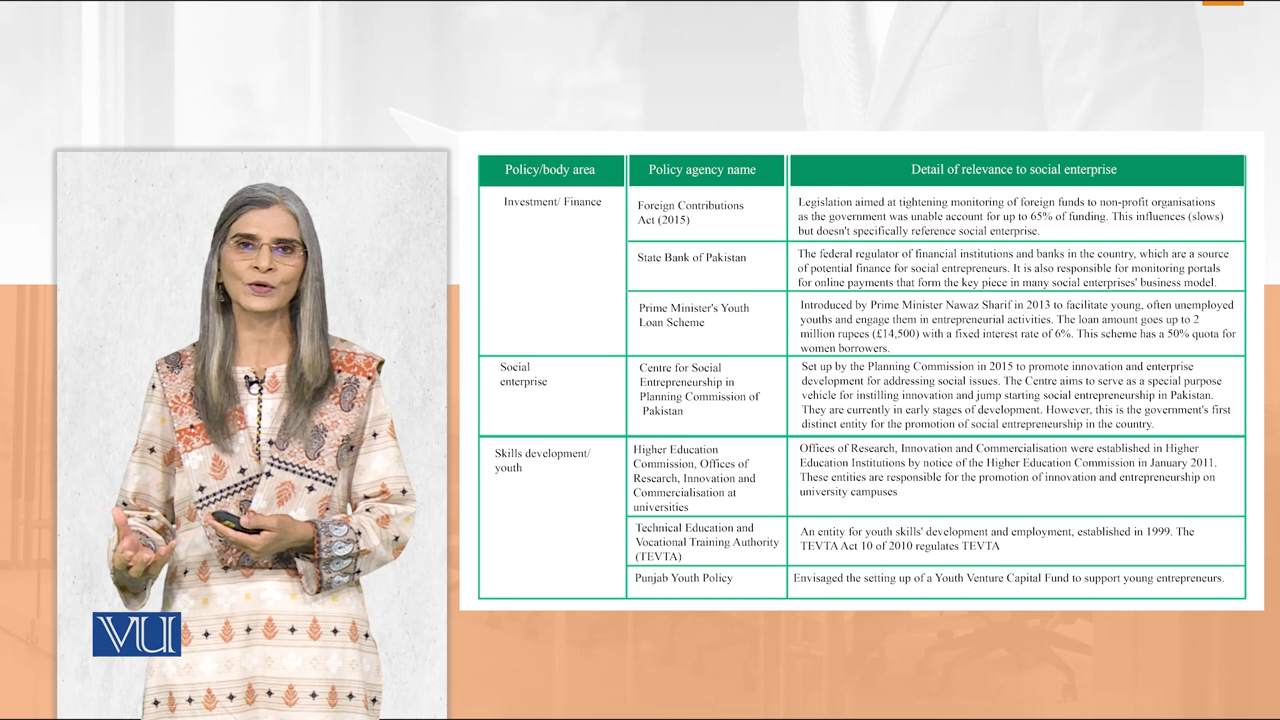 Policy/body area
Policy agency name
Detail of relevance to social enterprise
Investment/ Finance
Foreign Contributions
Act (2015)
Legislation aimed at tightening monitoring of foreign funds to non-profit organisations
as the government was unable account for up to 65% of funding. This influences (slows)
but doesn't specifically reference social enterprise.
State Bank of Pakistan
The federal regulator of financial institutions and banks in the country, which are a source
of potential finance for social entrepreneurs. It is also responsible for monitoring portals
for online payments that form the key piece in many social enterprises' business model.
Prime Minister's Youth
Loan Scheme
Introduced by Prime Minister Nawaz Sharif in 2013 to facilitate young, often unemployed
youths and engage them in entrepreneurial activities. The loan amount goes up to 2
million rupees (£14,500) with a fixed interest rate of 6%. This scheme has a 50% quota for
women borrowers.
Social
enterprise
Centre for Social
Entrepreneurship in
Planning Commission of
Pakistan
Set up by the Planning Commission in 2015 to promote innovation and enterprise
development for addressing social issues. The Centre aims to serve as a special purpose
vehicle for instilling innovation and jump starting social entrepreneurship in Pakistan.
They are currently in early stages of development. However, this is the government's first
distinct entity for the promotion of social entrepreneurship in the country.
Skills development/
youth
Higher Education
Commission, Offices of
Research, Innovation and
Commercialisation at
universities
Offices of Research, Innovation and Commercialisation were established in Higher
Education Institutions by notice of the Higher Education Commission in January 2011.
These entities are responsible for the promotion of innovation and entrepreneurship on
university campuses
Technical Education and
Vocational Training Authority
(TEVTA)
An entity for youth skills' development and employment, established in 1999. The
TEVTA Act 10 of 2010 regulates TEVTA
Punjab Youth Policy
Envisaged the setting up of a Youth Venture Capital Fund to support young entrepreneurs.
VU